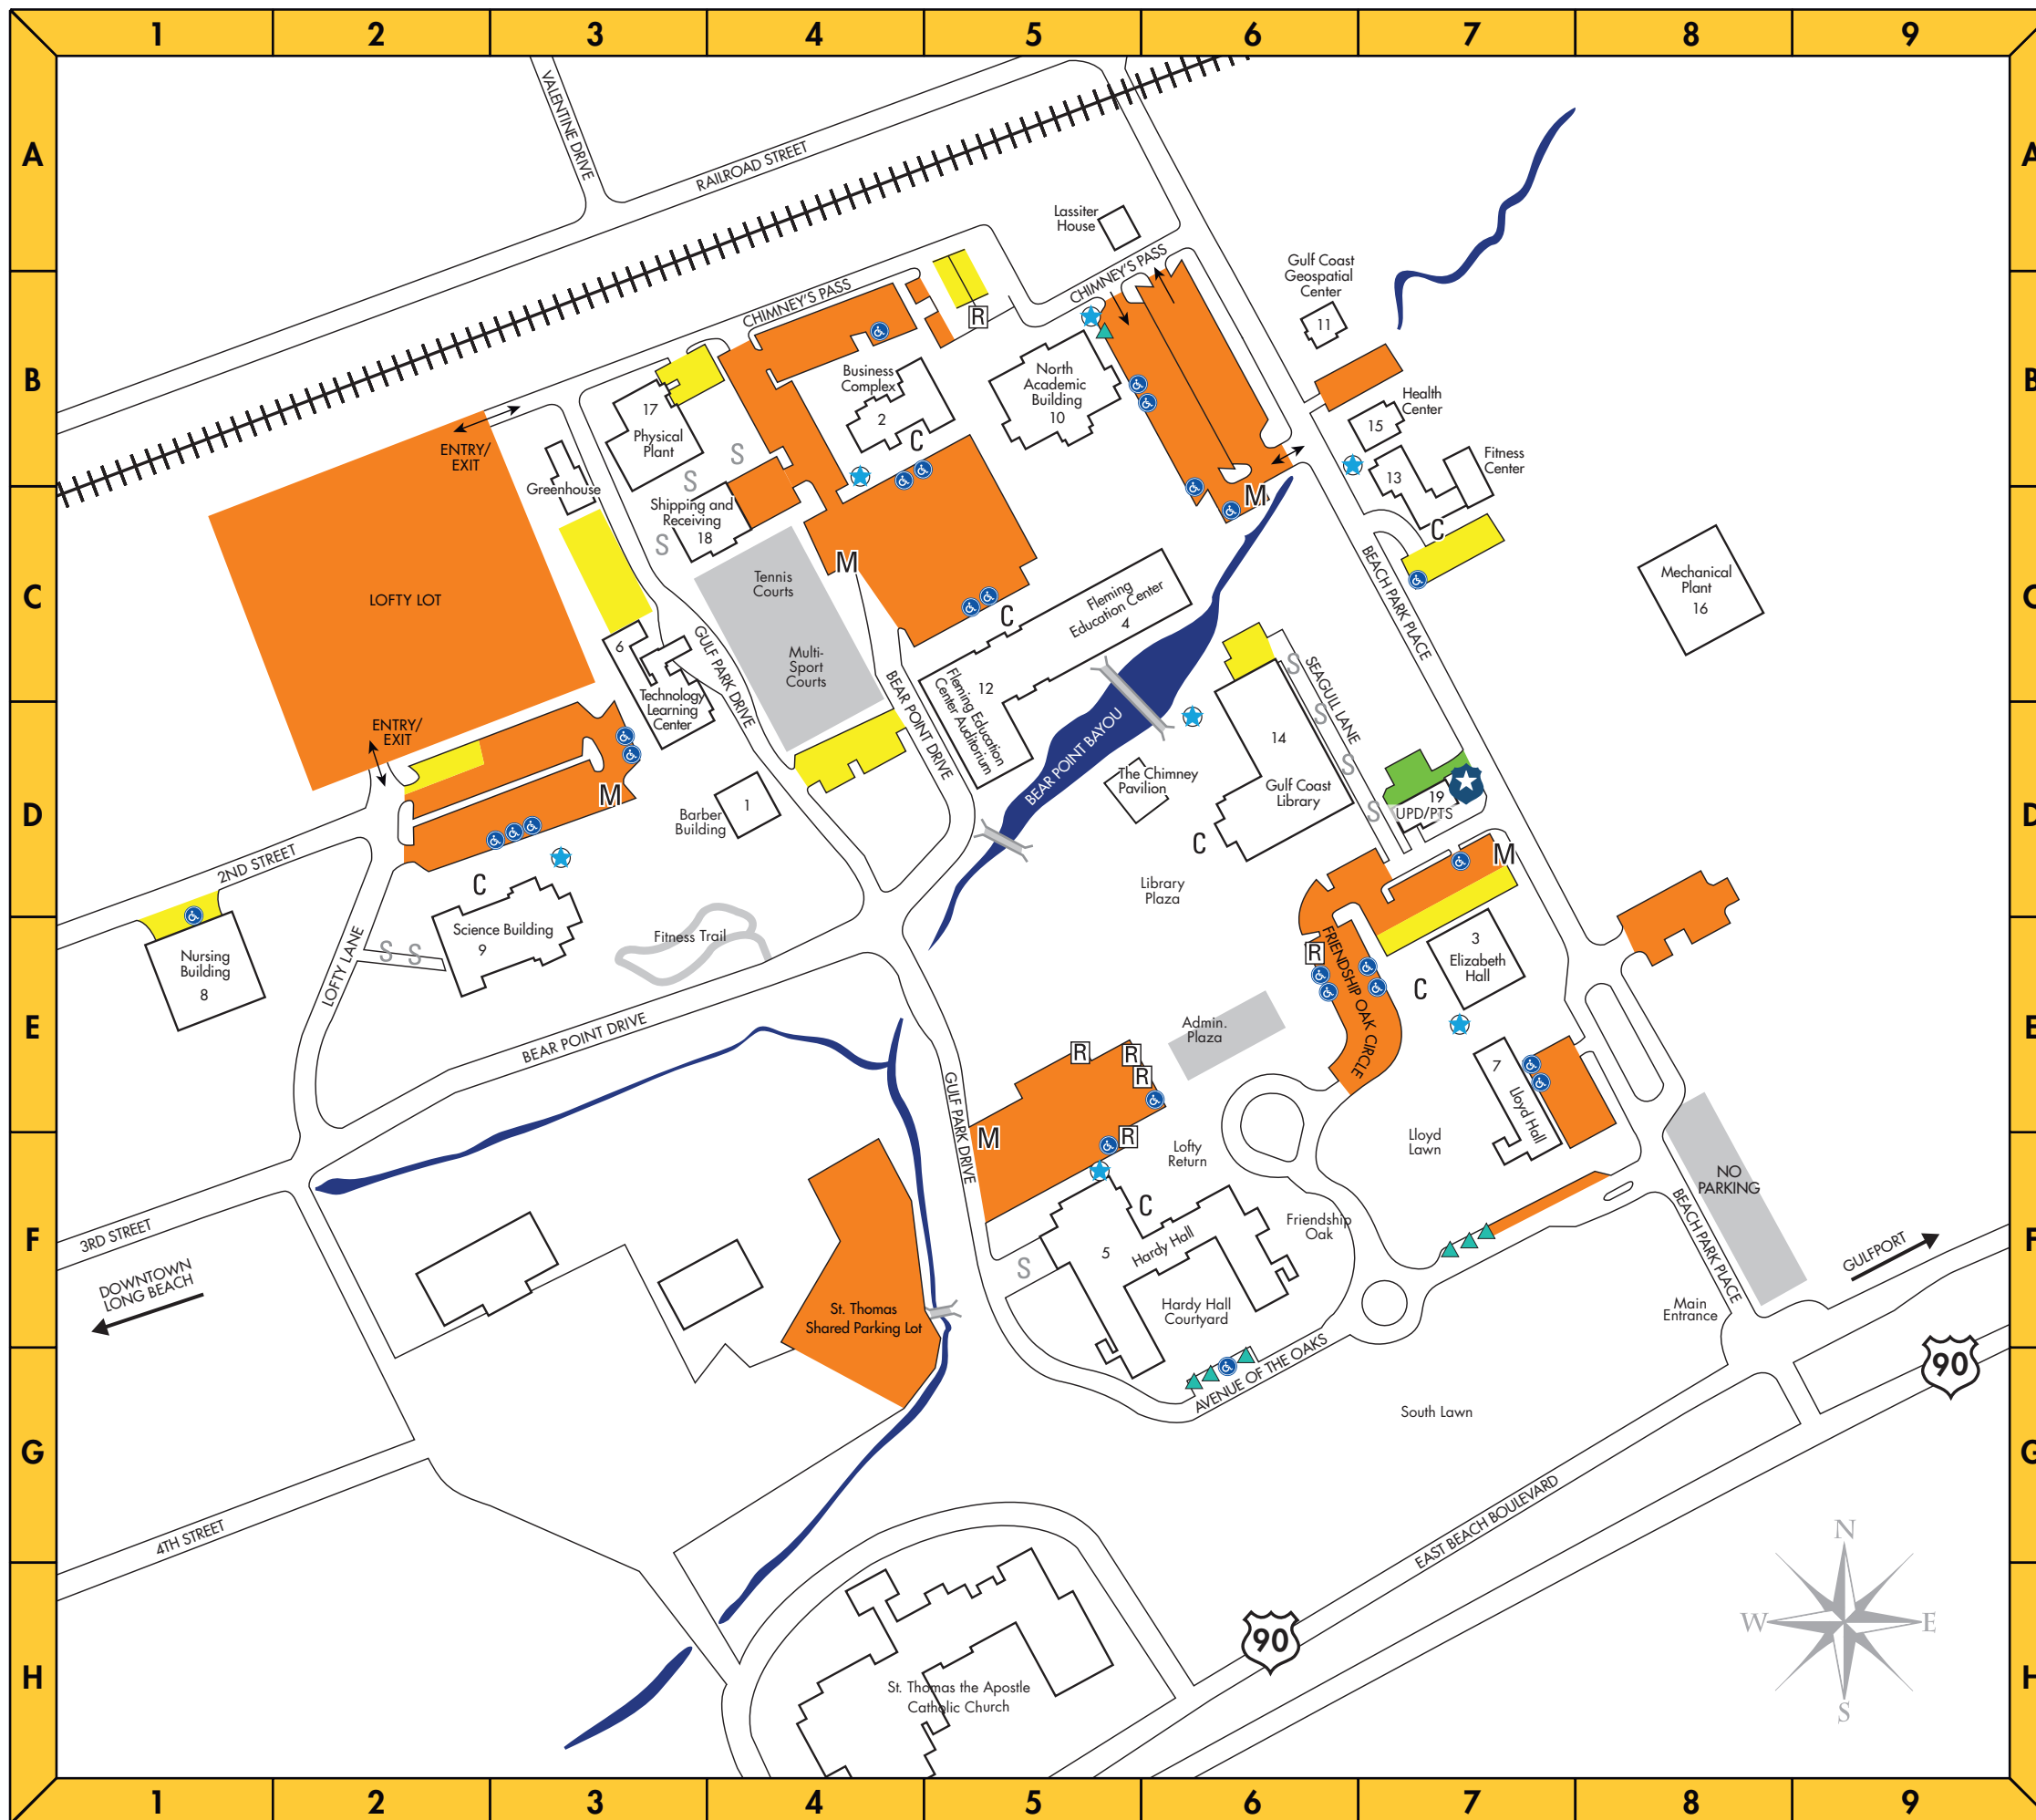 1 2 3 4 5 6 7 8 9
A
A
VALENTINE DRIVE
RAILROAD STREET
Lassiter
House
CHIMNEY'S PASS
Gulf Coast
Geospatial
Center
11
CHIMNEY'S PASS
R
B
B
Business
Complex
2
C
North
Academic
Building
10
Health
Center
15
17
Physical
Plant
S
S
ENTRY/
EXIT
Fitness
Center
13
Greenhouse
Shipping and
Receiving
18
S
M
C
M
C
C
LOFTY LOT
Tennis
Courts
BEACH PARK PLACE
Mechanical
Plant
16
C
Fleming
Education Center
4
6
Technology
Learning
Center
GULF PARK DRIVE
Multi-
Sport
Courts
BEAR POINT DRIVE
12
Fleming Education
Center Auditorium
S
SEAGULL LANE
S
S
S
ENTRY/
EXIT
BEAR POINT BAYOU
14
Gulf Coast
Library
The Chimney
Pavilion
19
UPD/PTS
D
D
M
Barber
Building
1
C
M
2ND STREET
C
Library
Plaza
Science Building
9
Fitness Trail
S S
Nursing
Building
8
LOFTY LANE
R
FRIENDSHIP OAK CIRCLE
3
Elizabeth
Hall
C
E
E
BEAR POINT DRIVE
Admin.
Plaza
R
R
R
7
Lloyd Hall
GULF PARK DRIVE
M
R
Lofty
Return
Lloyd
Lawn
NO
PARKING
C
5
Hardy Hall
Friendship
Oak
F
F
3RD STREET
DOWNTOWN
LONG BEACH
S
BEACH PARK PLACE
GULFPORT
St. Thomas
Shared Parking Lot
Hardy Hall
Courtyard
Main
Entrance
AVENUE OF THE OAKS
90
South Lawn
G
G
4TH STREET
EAST BEACH BOULEVARD
N
W
E
S
90
H
H
St. Thomas the Apostle
Catholic Church
1 2 3 4 5 6 7 8 9